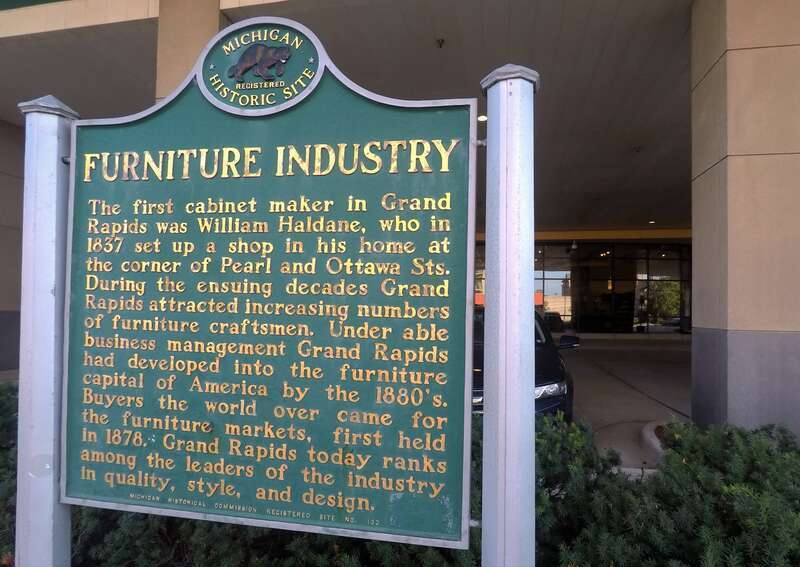 MICHIGAN
REGISTERED
HISTORIC SITE
FURNITURE INDUSTRY
The first cabinet maker in Grand
Rapids was William Haldane, who in
1837 set up a shop in his home at
the corner of Pearl and Ottawa Sts.
During the ensuing decades Grand
Rapids attracted increasing numbers
of furniture craftsmen. Under able
business management Grand Rapids
had developed into the furniture
capital of America by the 1880's.
Buyers the world over came for
the furniture markets, first held
in 1878. Grand Rapids today ranks
among the leaders of the industry
in quality, style, and design.
MICHIGAN HISTORICAL COMMISSION REGISTERED SITE NO. 102